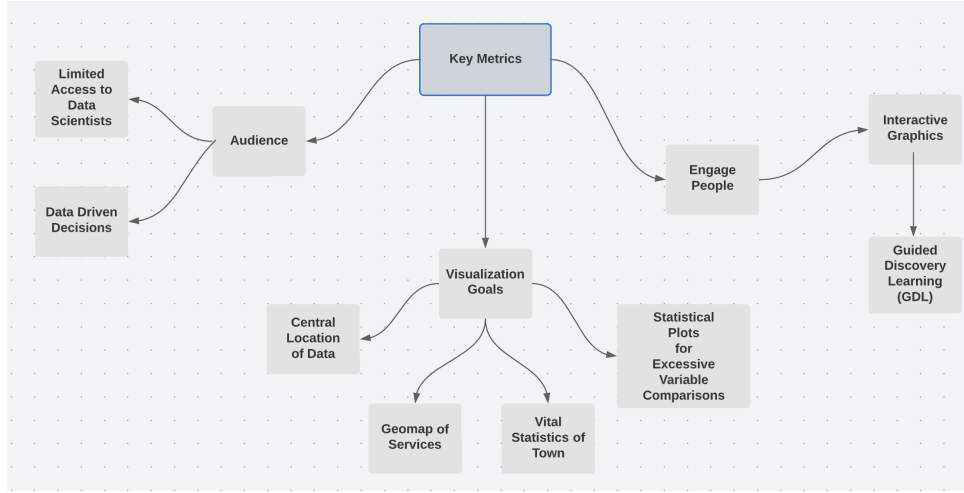 Key Metrics
Limited
Access to
Data
Scientists
Audience
Interactive
Graphics
Engage
People
Data Driven
Decisions
Guided
Discovery
Learning
(GDL)
Visualization
Goals
Central
Location
of Data
Statistical
Plots
for
Excessive
Variable
Comparisons
Geomap of
Services
Vital
Statistics of
Town